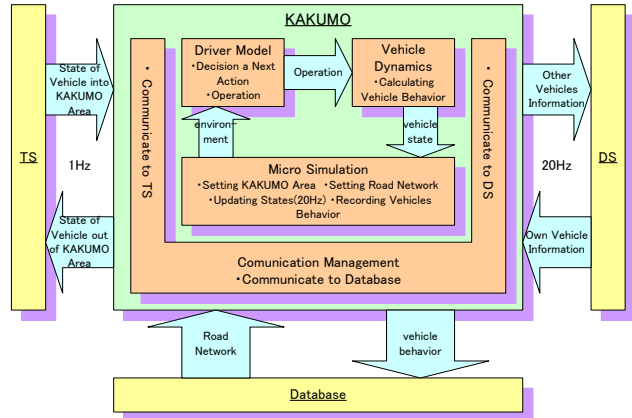 KAKUMO
Driver Model
・Decision a Next
Action
・Operation
Operation
Vehicle
Dynamics
・Calculating
Vehicle Behavior
・Communicate to TS
・Communicate to DS
State of
Vehicle into
KAKUMO
Area
Other
Vehicles
Information
environ-
ment
vehicle
state
TS
1Hz
20Hz
DS
Micro Simulation
・Setting KAKUMO Area ・Setting Road Network
・Updating States(20Hz) ・Recording Vehicles
Behavior
State of
Vehicle out
of KAKUMO
Area
Own Vehicle
Information
Comunication Management
・Communicate to Database
Road
Network
vehicle
behavior
Database